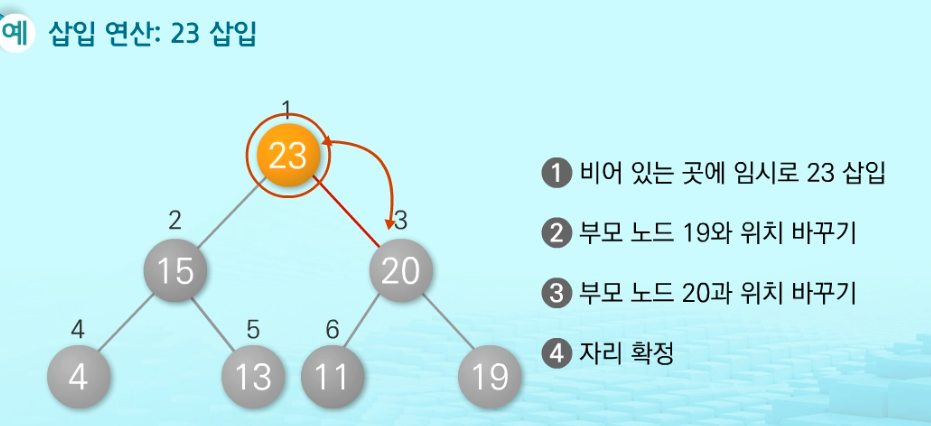 예 삽입 연산: 23 삽입
1
23
2
3
15
20
4
5
6
4
13
11
19
1 비어 있는 곳에 임시로 23 삽입
2 부모 노드 19와 위치 바꾸기
3 부모 노드 20과 위치 바꾸기
4 자리 확정